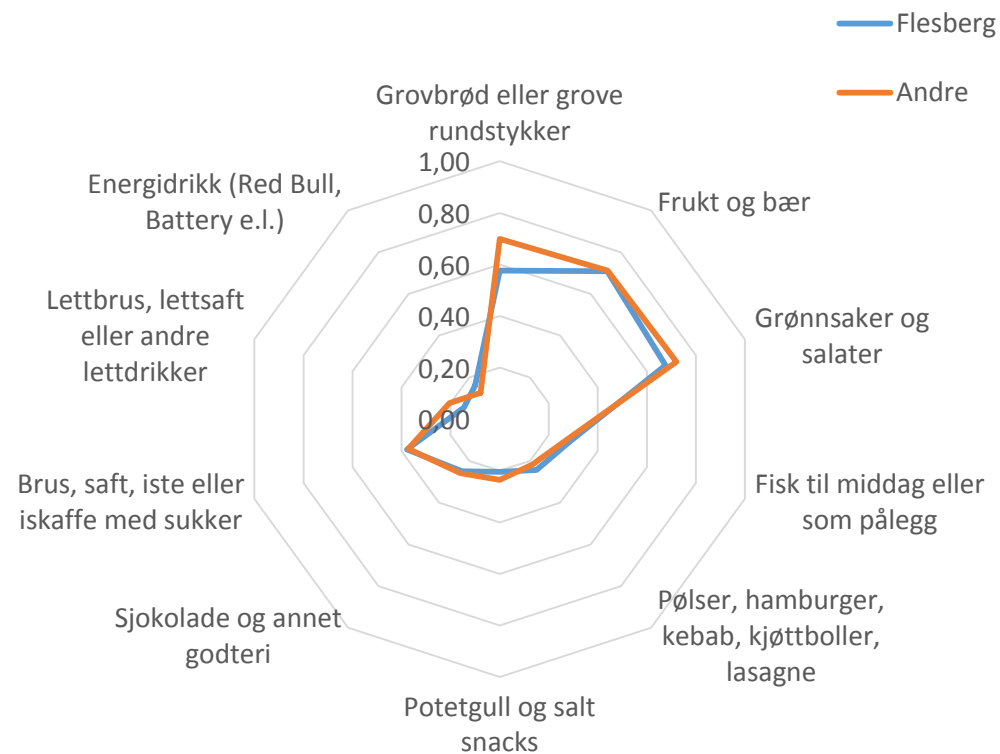 Flesberg
Andre
Grovbrød eller grove
rundstykker
Frukt og bær
Grønnsaker og
salater
Fisk til middag eller
som pålegg
Pølser, hamburger,
kebab, kjøttboller,
lasagne
Potetgull og salt
snacks
Sjokolade og annet
godteri
Brus, saft, iste eller
iskaffe med sukker
Lettbrus, lettsaft
eller andre
lettdrikker
Energidrikk (Red Bull,
Battery e.l.)
1,00
0,80
0,60
0,40
0,20
0,00